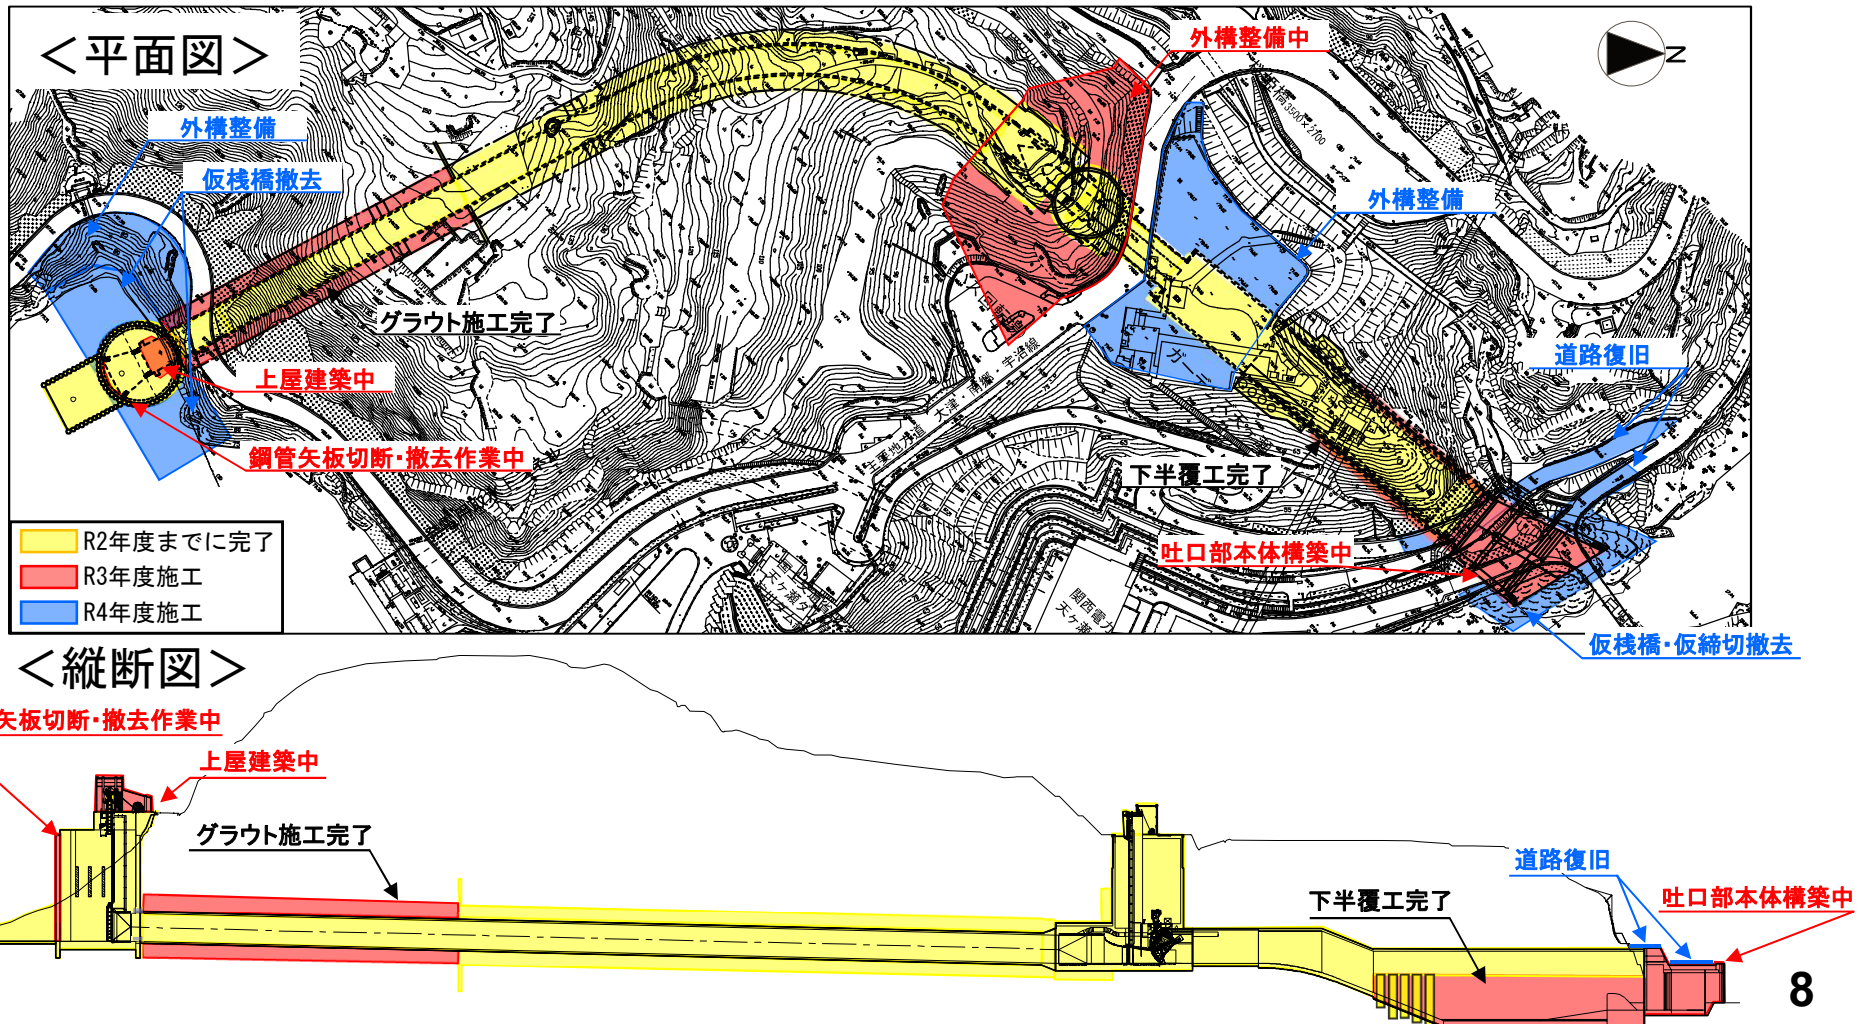 ＜平面図＞
外構整備中
N
外構整備
仮桟橋撤去
外構整備
グラウト施工完了
上屋建築中
道路復旧
鋼管矢板切断・撤去作業中
下半覆工完了
吐口部本体構築中
R2年度までに完了
R3年度施工
R4年度施工
関西電力
天ヶ瀬
仮桟橋・仮締切撤去
＜縦断図＞
矢板切断・撤去作業中
上屋建築中
グラウト施工完了
道路復旧
下半覆工完了
吐口部本体構築中
8